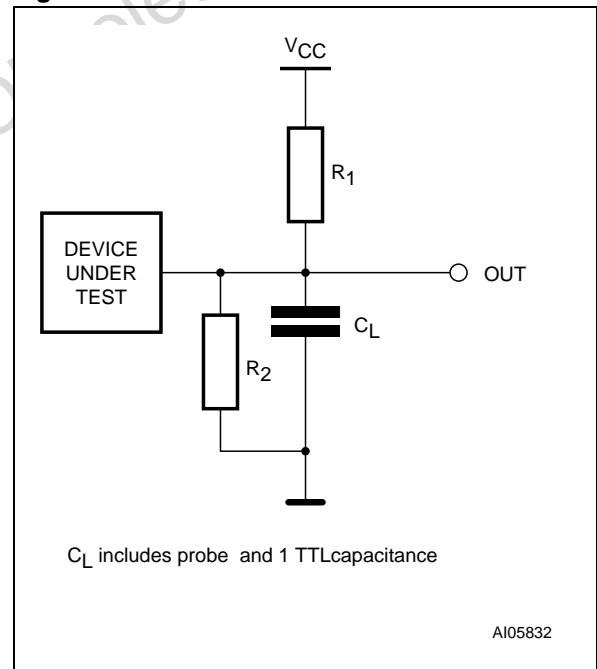 VCC
R1
DEVICE
UNDER
TEST
OUT
CL
R2
CL includes probe and 1 TTLcapacitance
AI05832